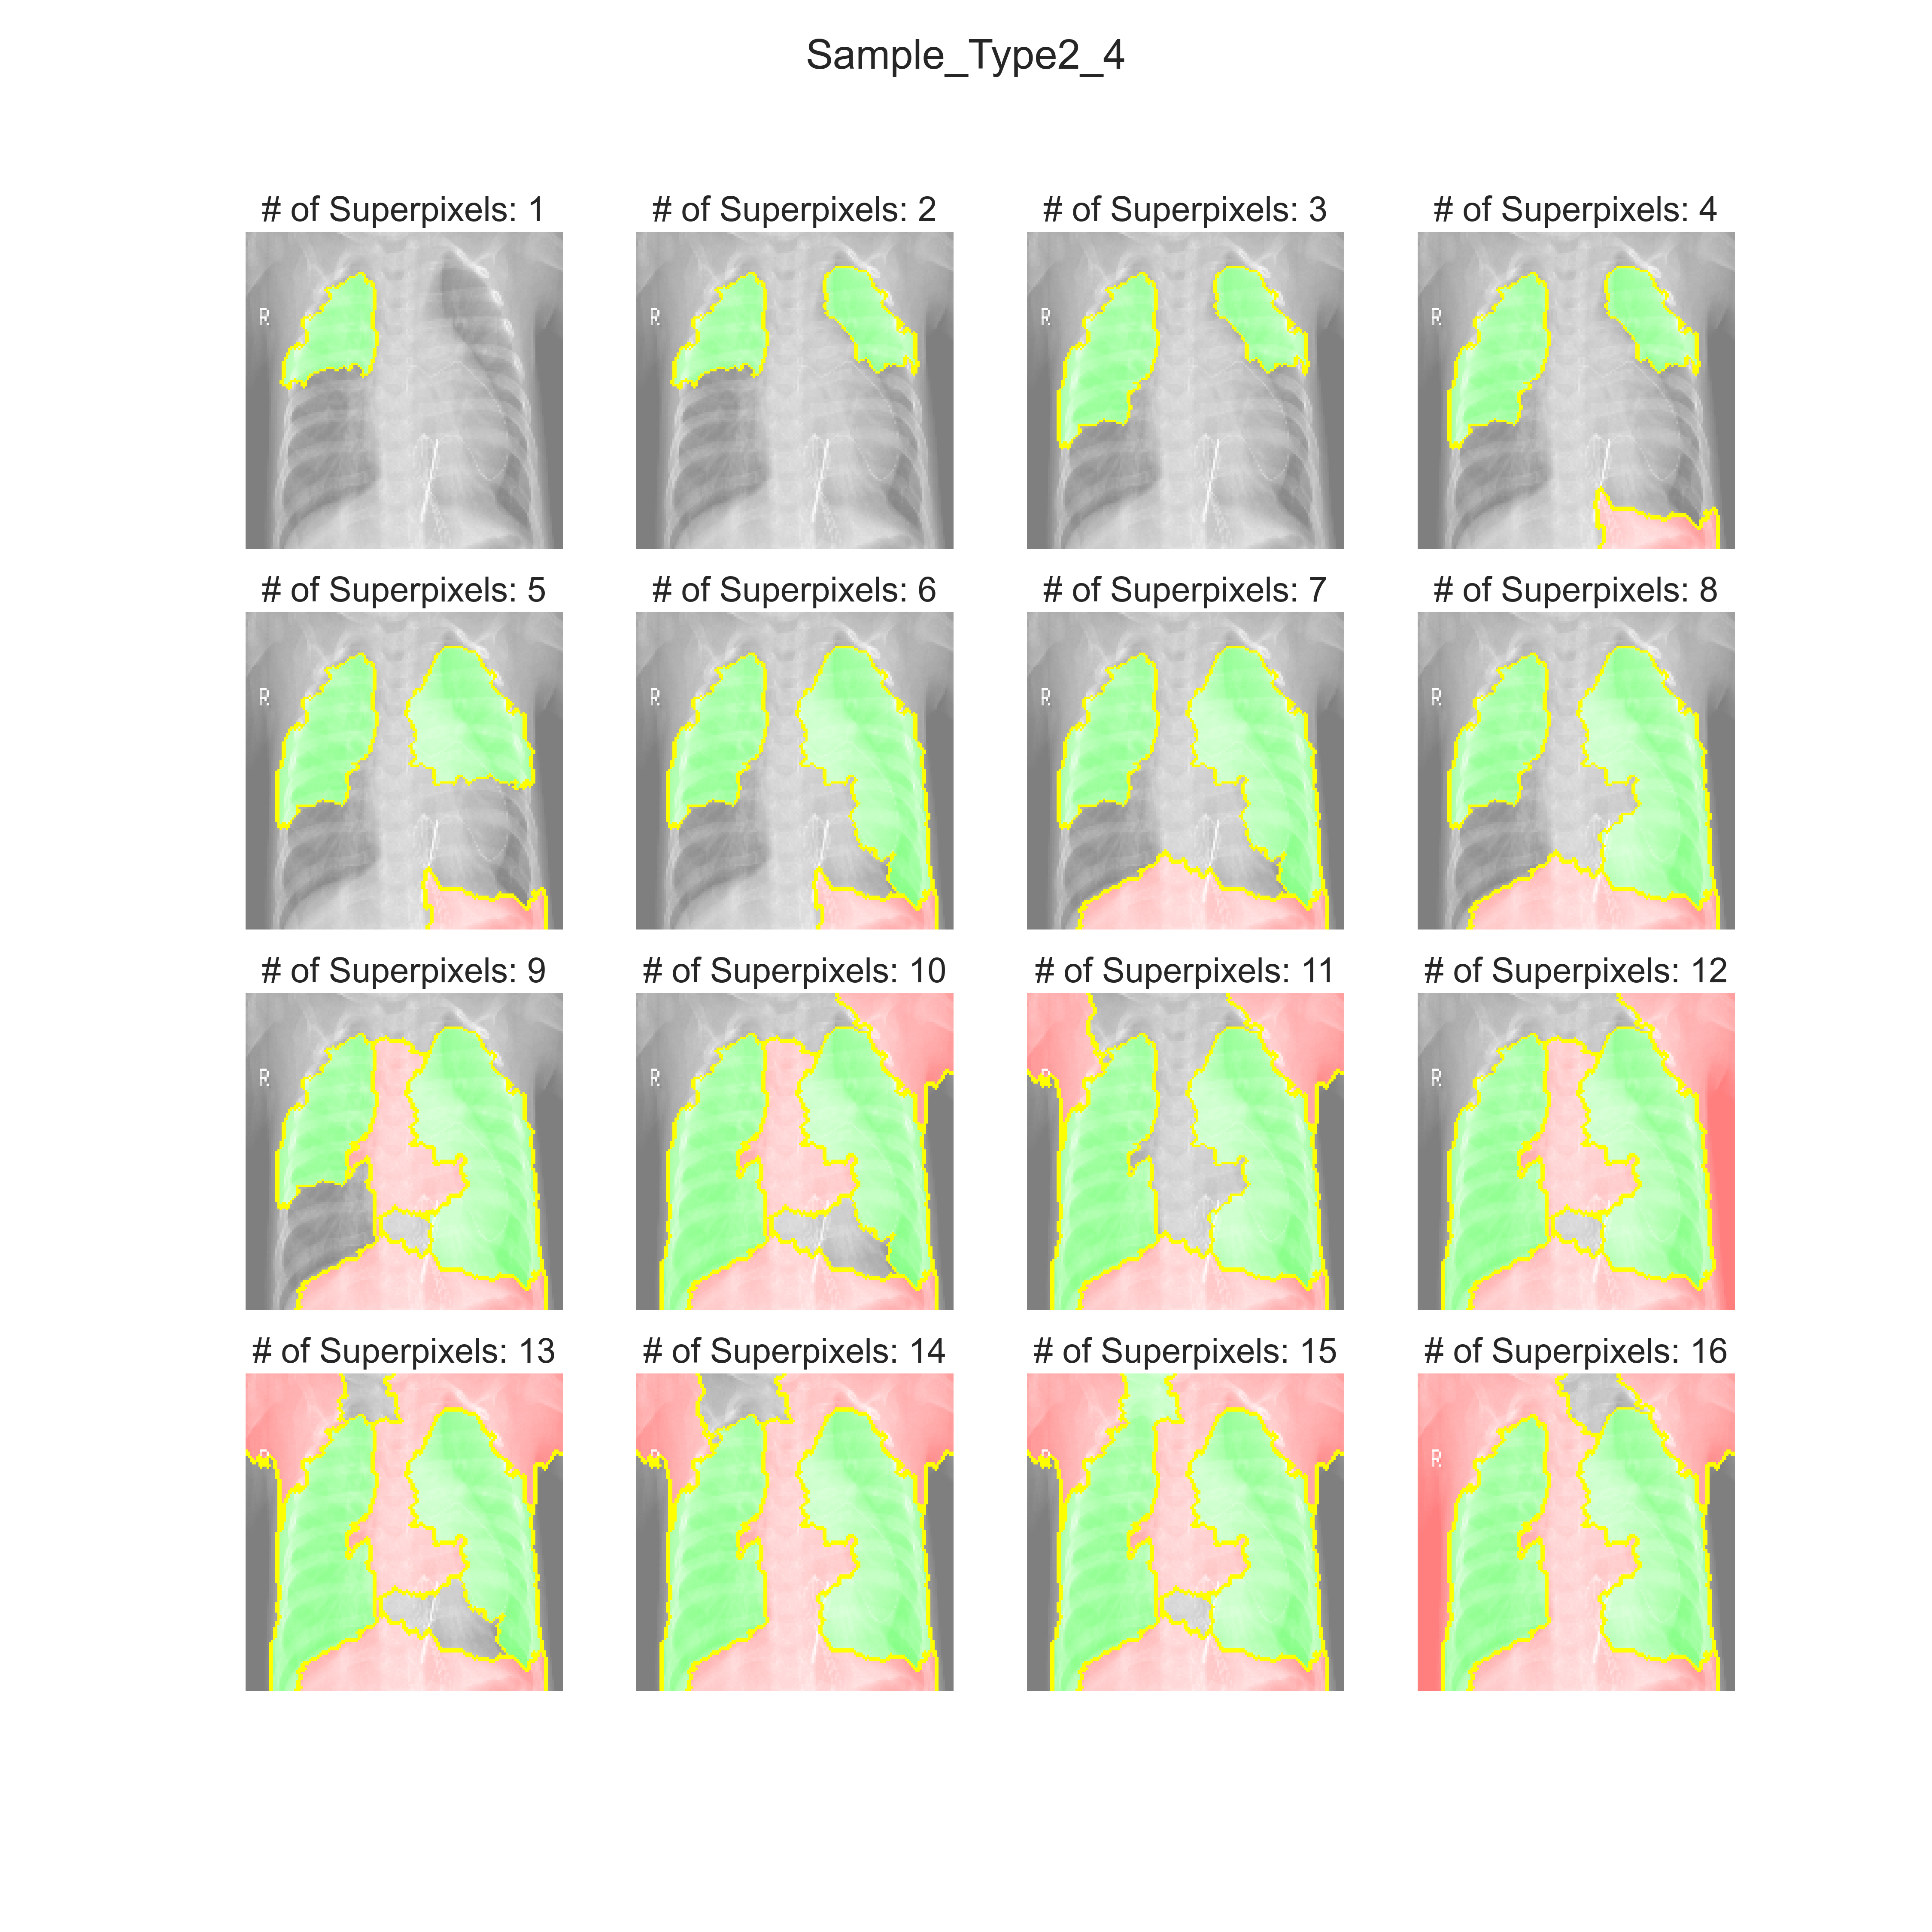 Sample_Type2_4
# of Superpixels: 1
# of Superpixels: 2
# of Superpixels: 3
# of Superpixels: 4
R
R
R
R
# of Superpixels: 5
# of Superpixels: 6
# of Superpixels: 7
# of Superpixels: 8
R
R
R
R
# of Superpixels: 9
# of Superpixels: 10
# of Superpixels: 11
# of Superpixels: 12
R
R
R
R
# of Superpixels: 13
# of Superpixels: 14
# of Superpixels: 15
# of Superpixels: 16
R
R
R
R